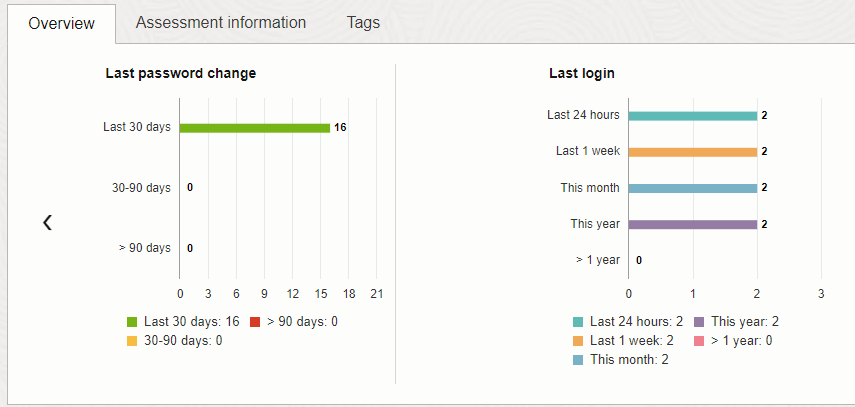 Overview Assessment information Tags
Last password change
Last 30 days 16
30-90 days 0
> 90 days 0
0 3 6 9 12 15 18 21
Last 30 days: 16 > 90 days: 0
30-90 days: 0
Last login
Last 24 hours 2
Last 1 week 2
This month 2
This year 2
> 1 year 0
0 1 2 3
Last 24 hours: 2 This year: 2
Last 1 week: 2 > 1 year: 0
This month: 2